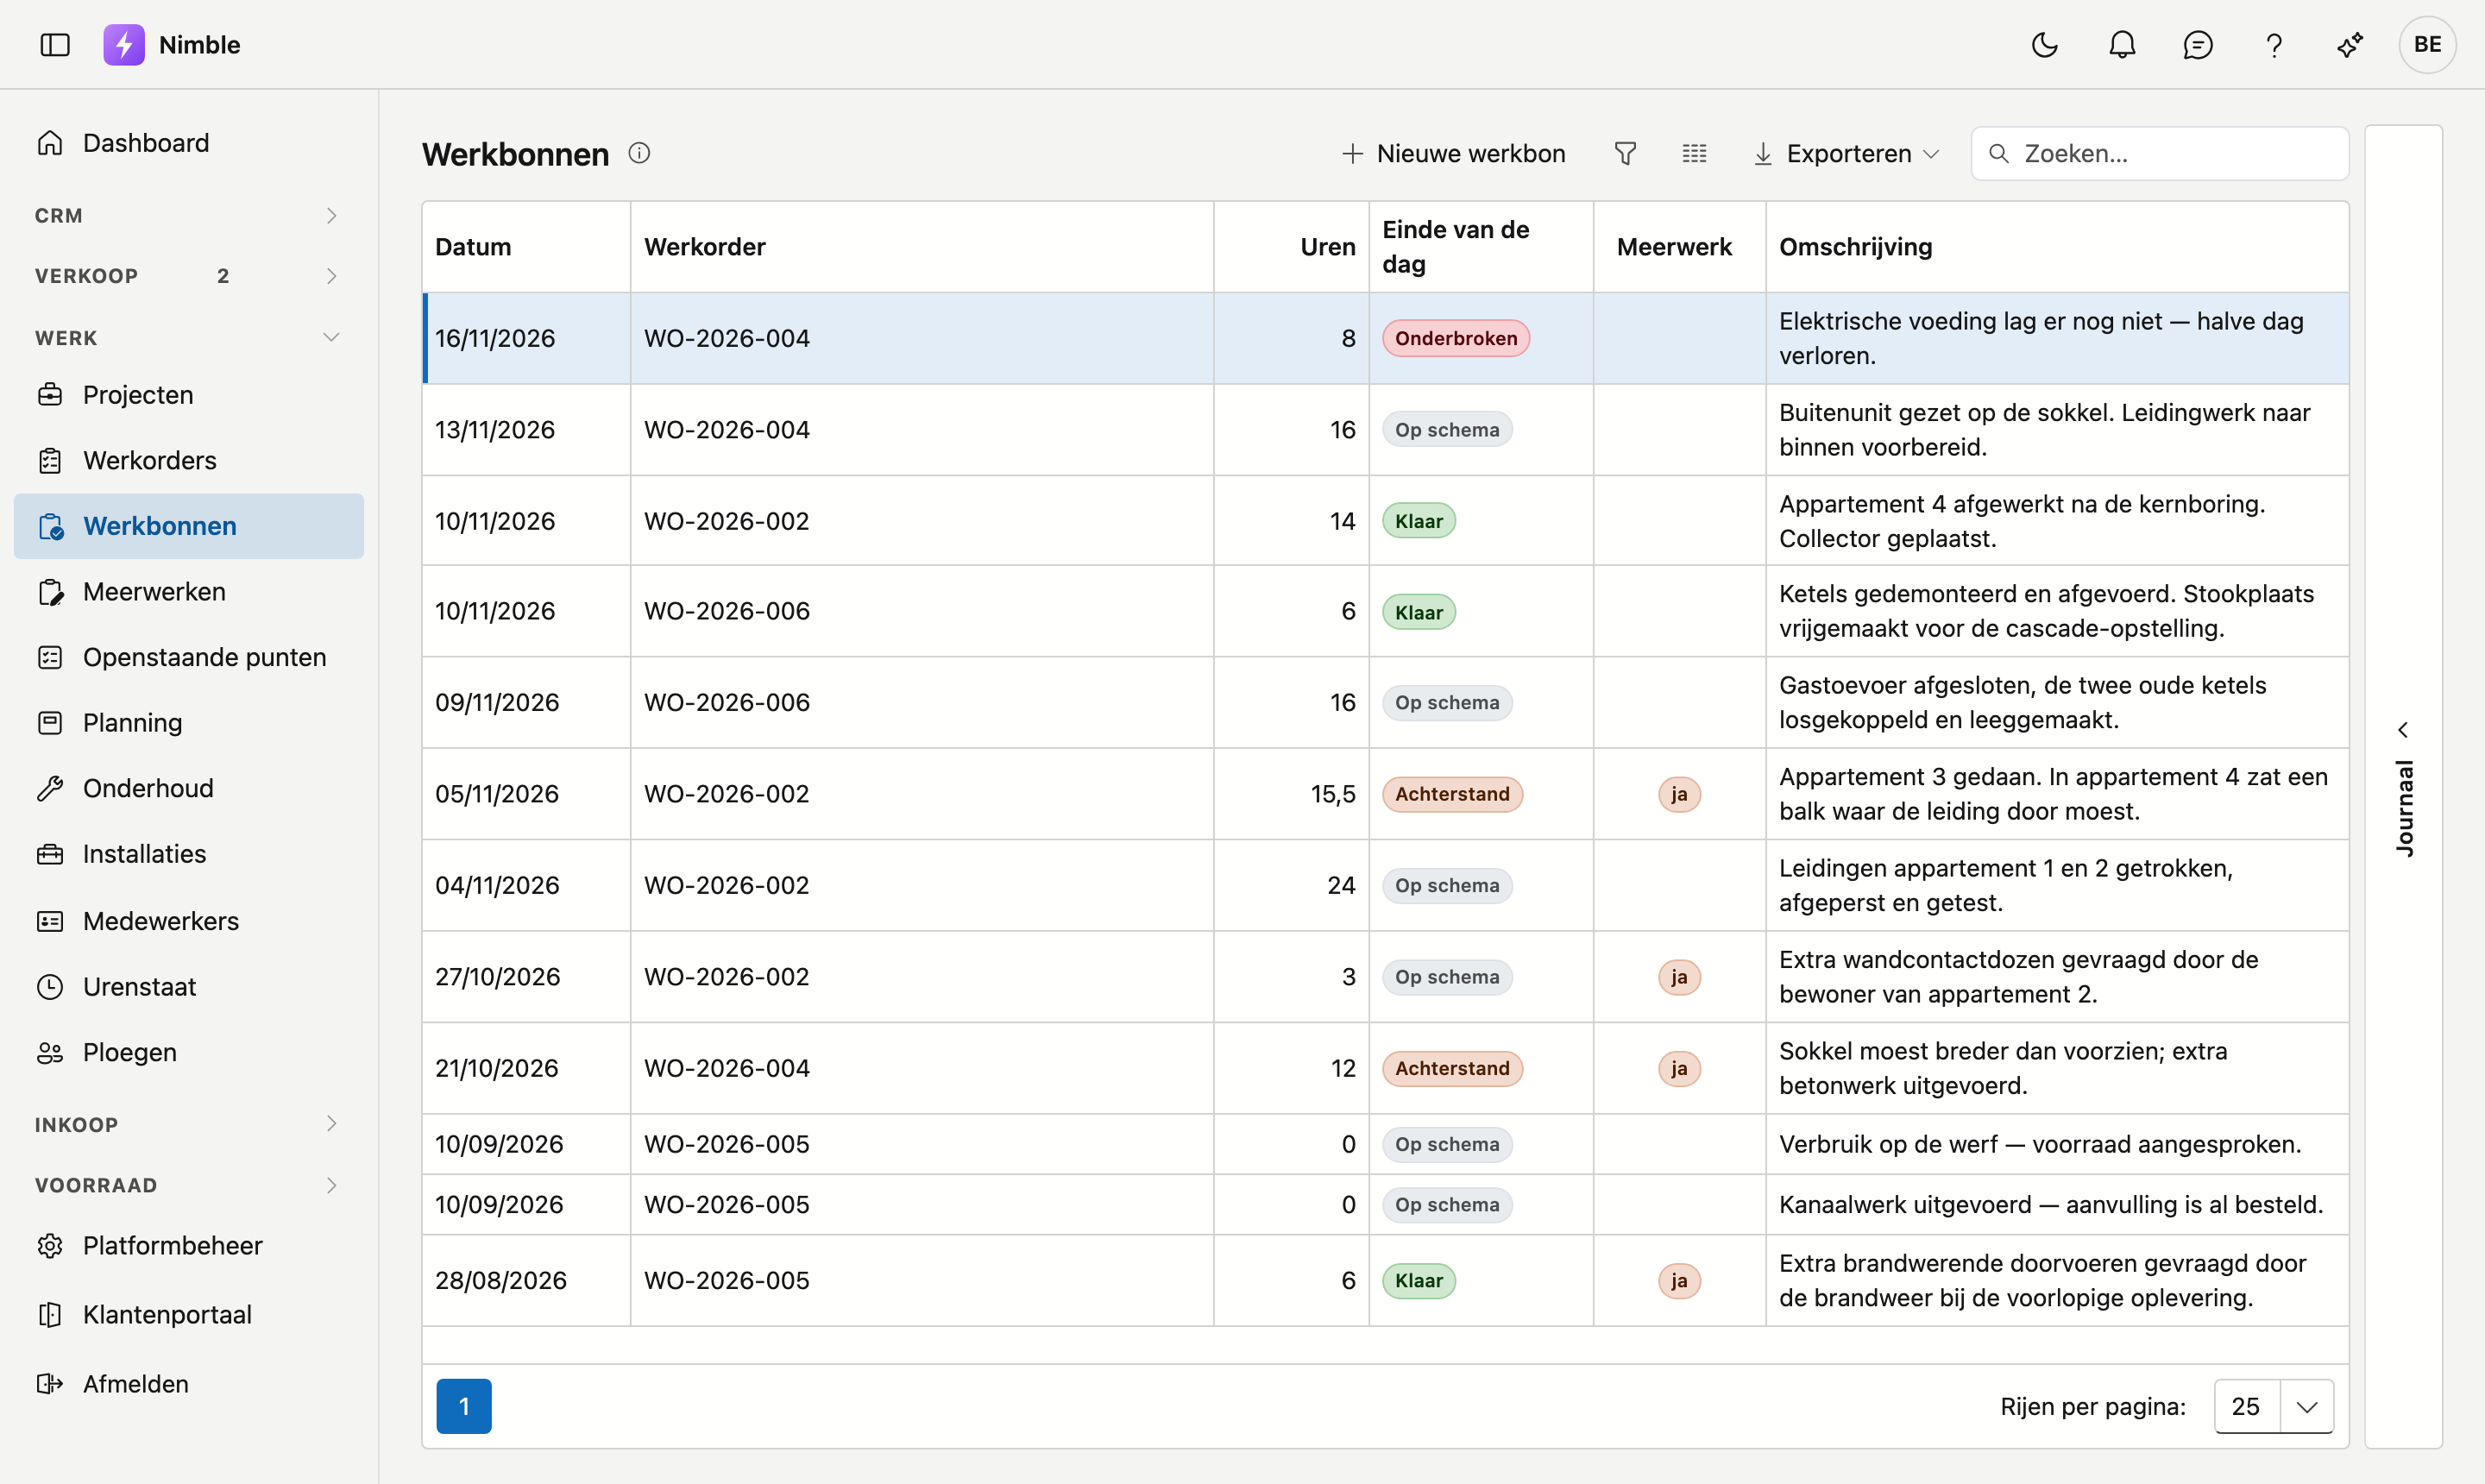 Nimble
BE
Dashboard
CRM
VERKOOP 2
WERK
Projecten
Werkorders
Werkbonnen
Meerwerken
Openstaande punten
Planning
Onderhoud
Installaties
Medewerkers
Urenstaat
Ploegen
INKOOP
VOORRAAD
Platformbeheer
Klantenportaal
Afmelden
Werkbonnen
Nieuwe werkbon
Exporteren
Zoeken...
Datum Werkorder Uren Einde van de dag Meerwerk Omschrijving
16/11/2026 WO-2026-004 8 Onderbroken Elektrische voeding lag er nog niet — halve dag
verloren.
13/11/2026 WO-2026-004 16 Op schema Buitenunit gezet op de sokkel. Leidingwerk naar
binnen voorbereid.
10/11/2026 WO-2026-002 14 Klaar Appartement 4 afgewerkt na de kernboring.
Collector geplaatst.
10/11/2026 WO-2026-006 6 Klaar Ketels gedemonteerd en afgevoerd. Stookplaats
vrijgemaakt voor de cascade-opstelling.
09/11/2026 WO-2026-006 16 Op schema Gastoevoer afgesloten, de twee oude ketels
losgekoppeld en leeggemaakt.
05/11/2026 WO-2026-002 15,5 Achterstand ja Appartement 3 gedaan. In appartement 4 zat een
balk waar de leiding door moest.
04/11/2026 WO-2026-002 24 Op schema Leidingen appartement 1 en 2 getrokken,
afgeperst en getest.
27/10/2026 WO-2026-002 3 Op schema ja Extra wandcontactdozen gevraagd door de
bewoner van appartement 2.
21/10/2026 WO-2026-004 12 Achterstand ja Sokkel moest breder dan voorzien; extra
betonwerk uitgevoerd.
10/09/2026 WO-2026-005 0 Op schema Verbruik op de werf — voorraad aangesproken.
10/09/2026 WO-2026-005 0 Op schema Kanaalwerk uitgevoerd — aanvulling is al besteld.
28/08/2026 WO-2026-005 6 Klaar ja Extra brandwerende doorvoeren gevraagd door
de brandweer bij de voorlopige oplevering.
1
Rijen per pagina: 25
Journaal